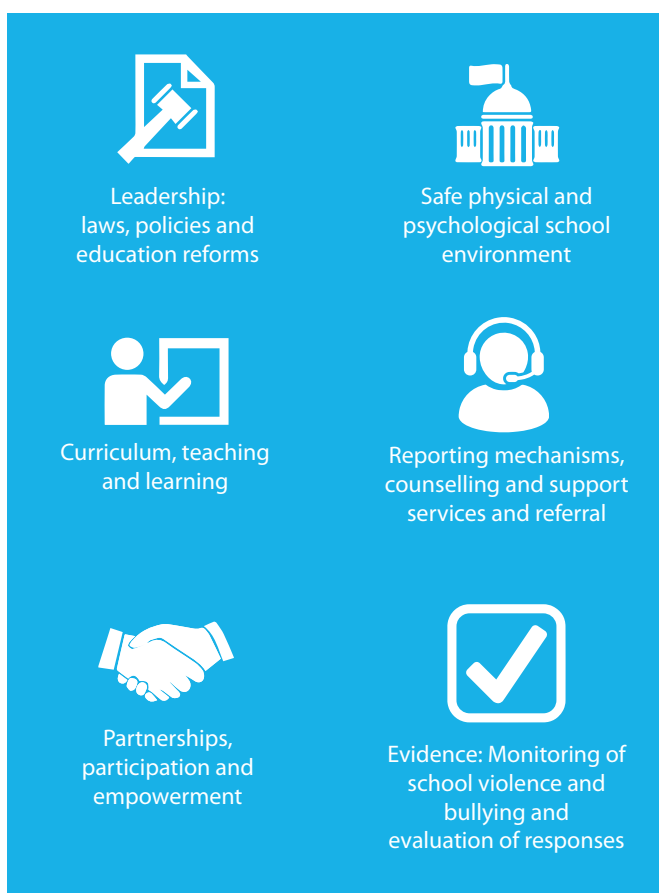 Leadership:
laws, policies and
education reforms
Safe physical and
psychological school
environment
Curriculum, teaching
and learning
Reporting mechanisms,
counselling and support
services and referral
Partnerships,
participation and
empowerment
Evidence: Monitoring of
school violence and
bullying and
evaluation of responses